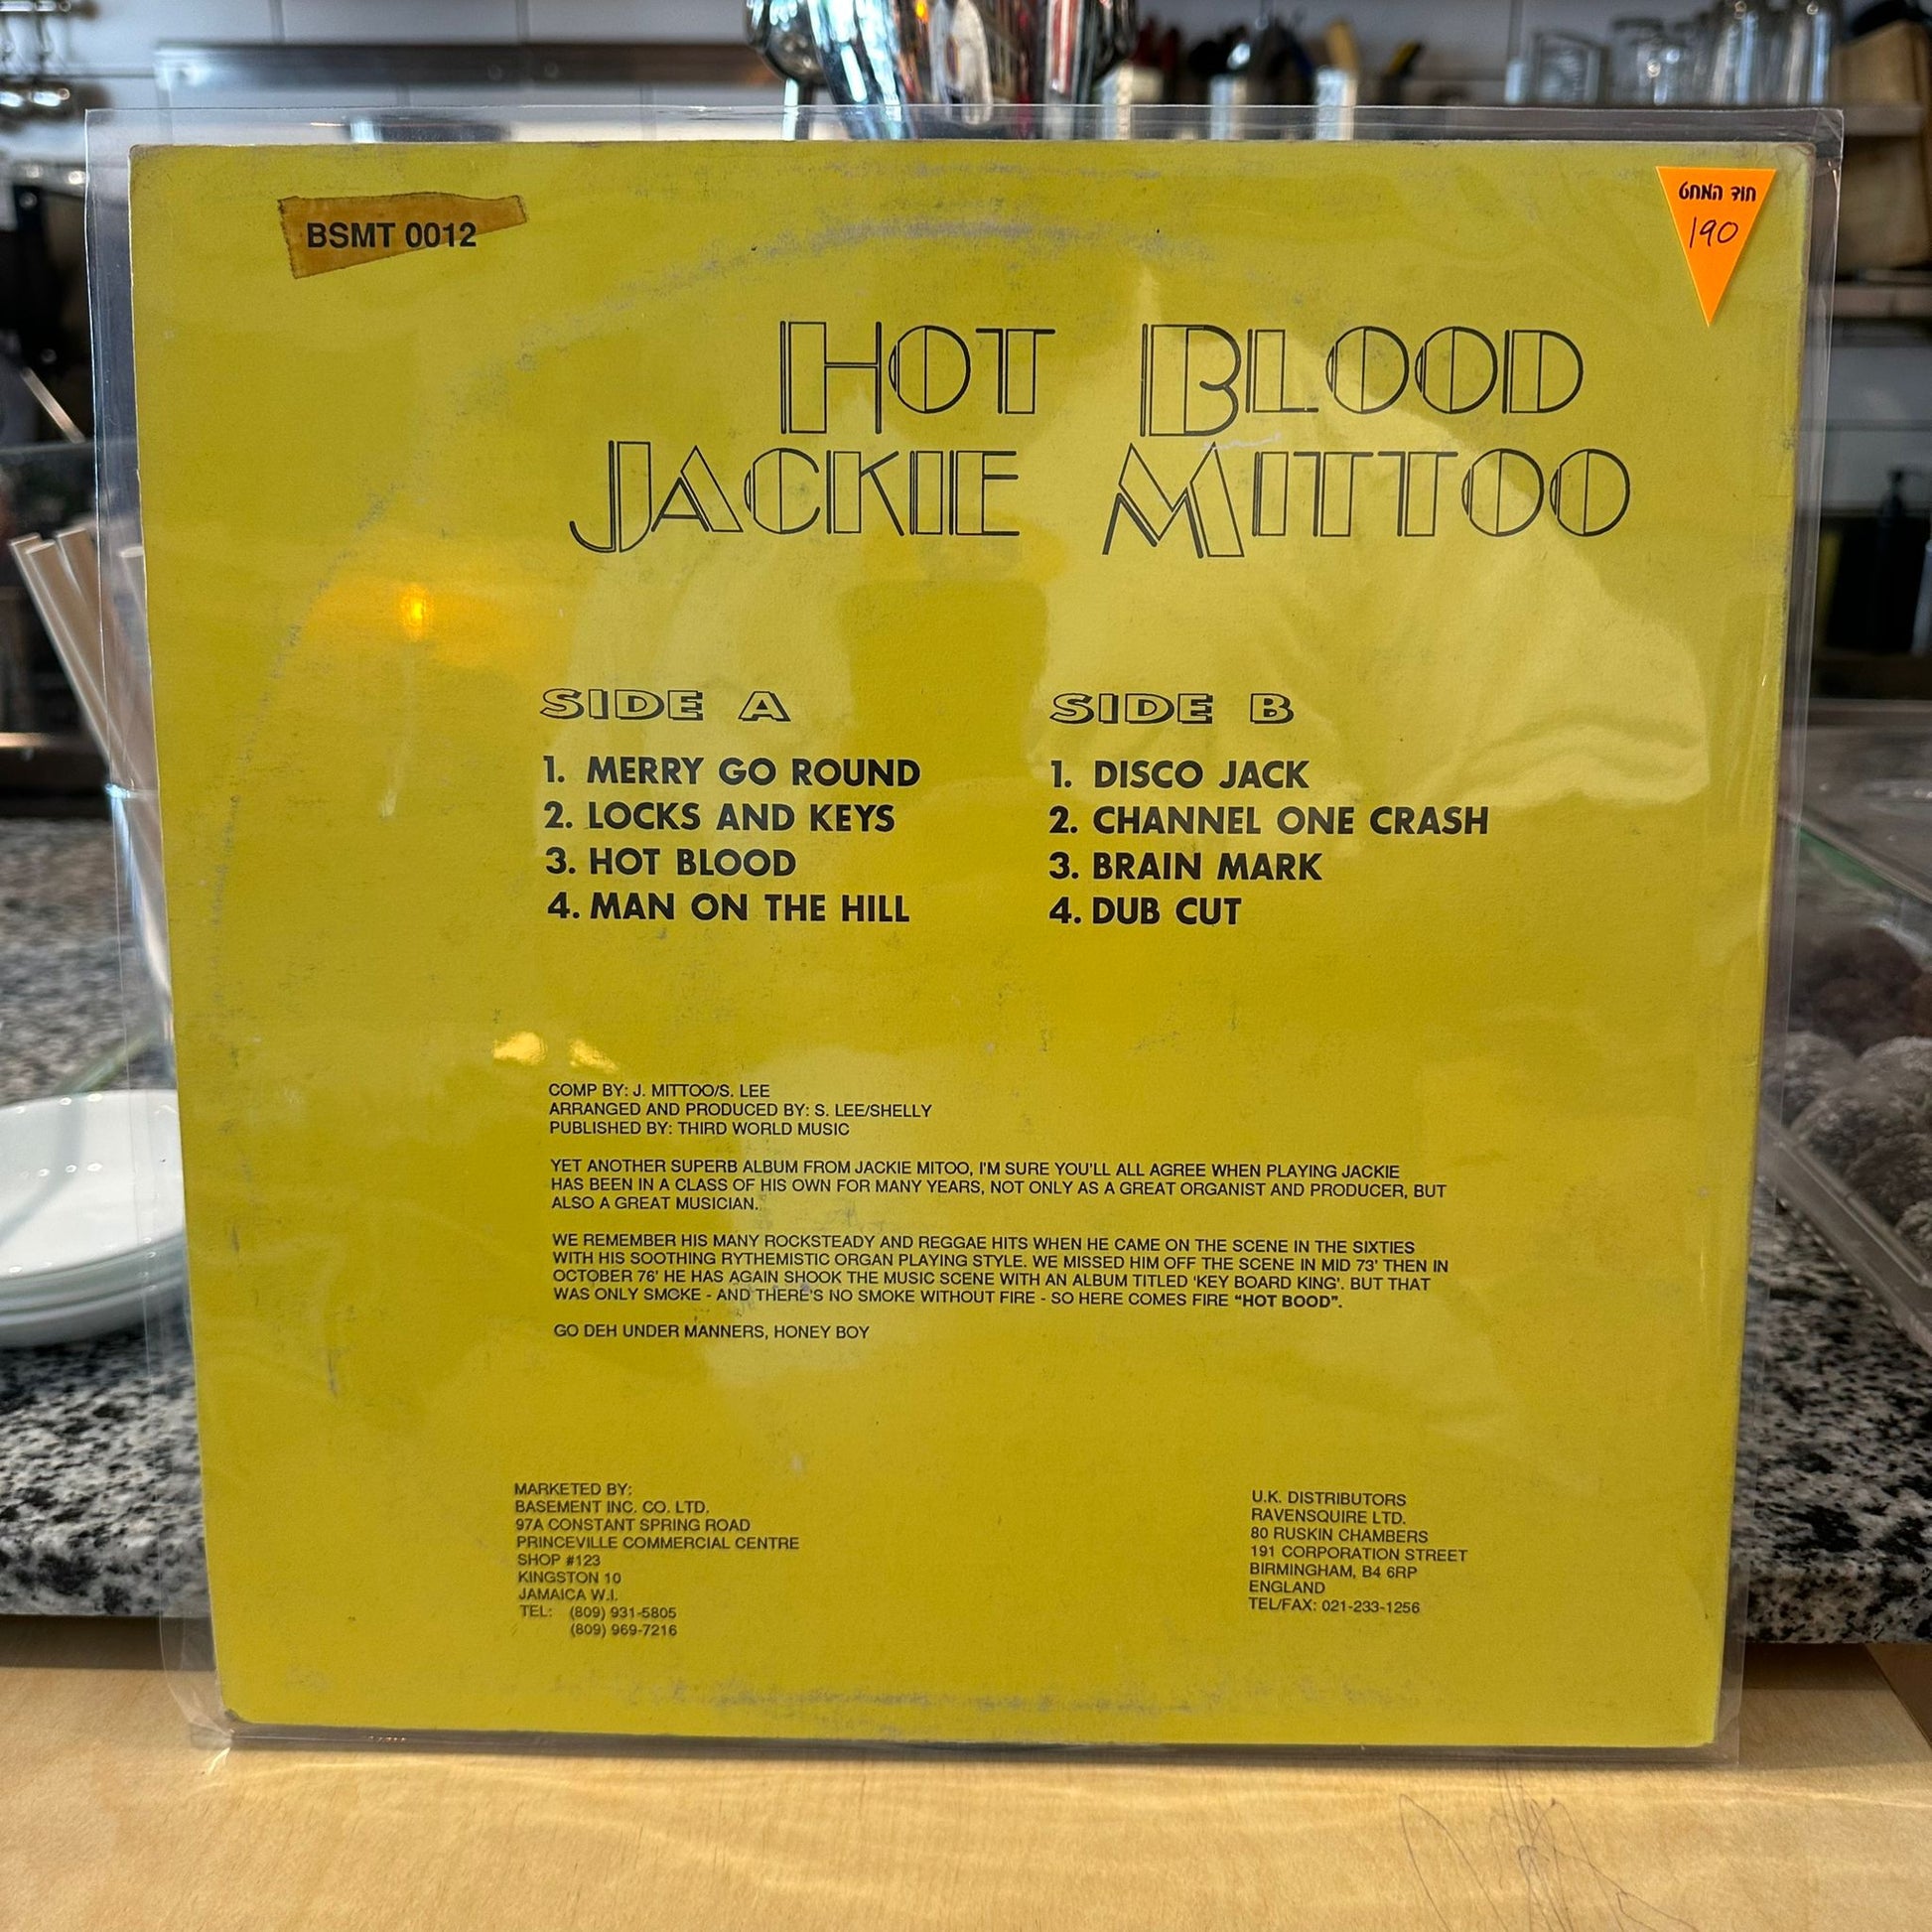 BSMT 0012
חוד המחט
190
HOT BLOOD
JACKIE MITTOO
SIDE A
1. MERRY GO ROUND
2. LOCKS AND KEYS
3. HOT BLOOD
4. MAN ON THE HILL
SIDE B
1. DISCO JACK
2. CHANNEL ONE CRASH
3. BRAIN MARK
4. DUB CUT
COMP BY: J. MITTOO/S. LEE
ARRANGED AND PRODUCED BY: S. LEE/SHELLY
PUBLISHED BY: THIRD WORLD MUSIC
YET ANOTHER SUPERB ALBUM FROM JACKIE MITOO, I'M SURE YOU'LL ALL AGREE WHEN PLAYING JACKIE
HAS BEEN IN A CLASS OF HIS OWN FOR MANY YEARS, NOT ONLY AS A GREAT ORGANIST AND PRODUCER, BUT
ALSO A GREAT MUSICIAN.
WE REMEMBER HIS MANY ROCKSTEADY AND REGGAE HITS WHEN HE CAME ON THE SCENE IN THE SIXTIES
WITH HIS SOOTHING RYTHEMISTIC ORGAN PLAYING STYLE. WE MISSED HIM OFF THE SCENE IN MID 73' THEN IN
OCTOBER 76' HE HAS AGAIN SHOOK THE MUSIC SCENE WITH AN ALBUM TITLED 'KEY BOARD KING'. BUT THAT
WAS ONLY SMOKE - AND THERE'S NO SMOKE WITHOUT FIRE - SO HERE COMES FIRE “HOT BOOD”.
GO DEH UNDER MANNERS, HONEY BOY
MARKETED BY:
BASEMENT INC. CO. LTD.
97A CONSTANT SPRING ROAD
PRINCEVILLE COMMERCIAL CENTRE
SHOP #123
KINGSTON 10
JAMAICA W.I.
TEL: (809) 931-5805
(809) 969-7216
U.K. DISTRIBUTORS
RAVENSQUIRE LTD.
80 RUSKIN CHAMBERS
191 CORPORATION STREET
BIRMINGHAM, B4 6RP
ENGLAND
TEL/FAX: 021-233-1256